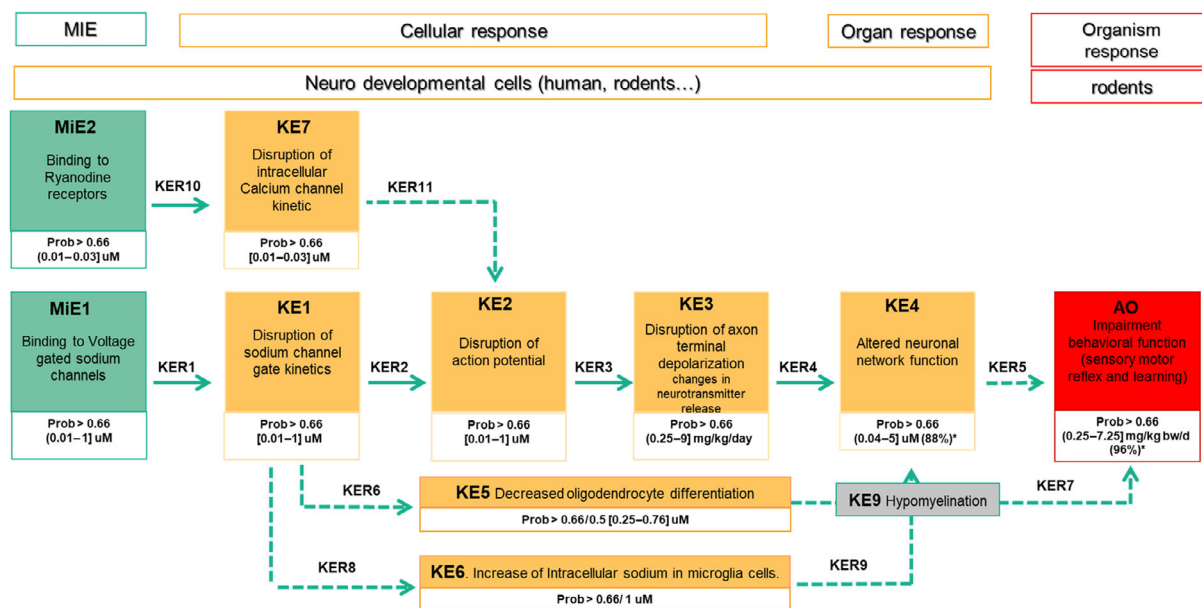 MIE
Cellular response
Organ response
Organism
response
Neuro developmental cells (human, rodents…)
rodents
MiE2
Binding to
Ryanodine
receptors
Prob > 0.66
(0.01–0.03] uM
KER10
KE7
Disruption of
intracellular
Calcium channel
kinetic
Prob > 0.66
[0.01–0.03] uM
KER11
MiE1
Binding to Voltage
gated sodium
channels
Prob > 0.66
(0.01–1] uM
KER1
KE1
Disruption of
sodium channel
gate kinetics
Prob > 0.66
[0.01–1] uM
KER2
KE2
Disruption of
action potential
Prob > 0.66
[0.01–1] uM
KER3
KE3
Disruption of axon
terminal
depolarization
changes in
neurotransmitter
release
Prob > 0.66
(0.25–9] mg/kg/day
KER4
KE4
Altered neuronal
network function
Prob > 0.66
(0.04–5] uM (88%)*
KER5
AO
Impairment
behavioral function
(sensory motor
reflex and learning)
Prob > 0.66
(0.25–7.25] mg/kg bw/d
(96%)*
KER6
KE5 Decreased oligodendrocyte differentiation
Prob > 0.66/0.5 [0.25–0.76] uM
KE9 Hypomyelination
KER7
KER8
KE6. Increase of Intracellular sodium in microglia cells.
Prob > 0.66/ 1 uM
KER9